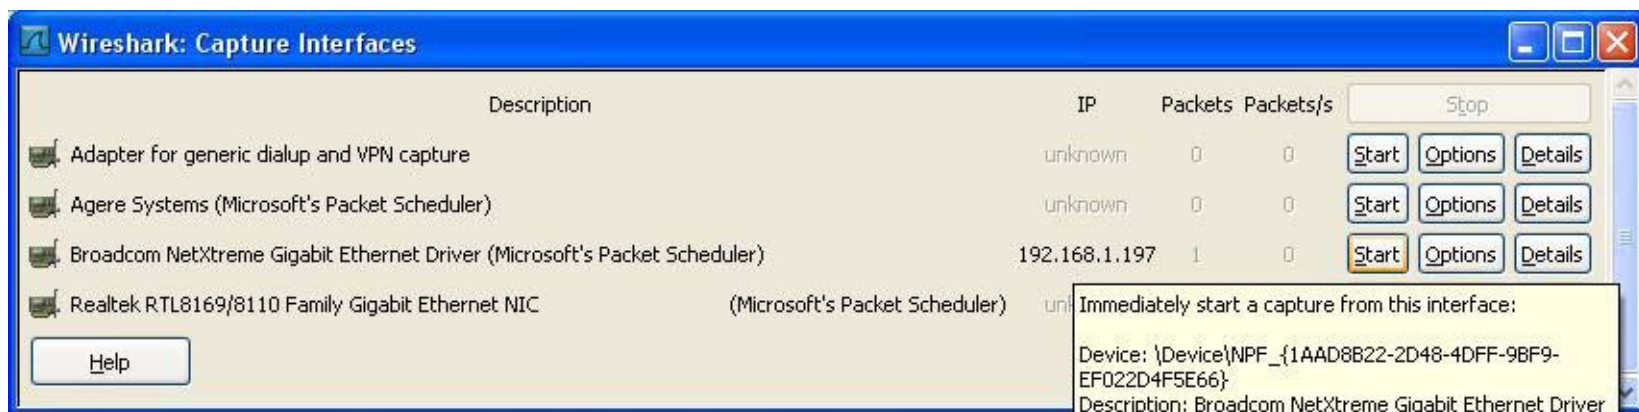 Wireshark: Capture Interfaces
Description IP Packets Packets/s Stop
Adapter for generic dialup and VPN capture unknown 0 0 Start Options Details
Agere Systems (Microsoft's Packet Scheduler) unknown 0 0 Start Options Details
Broadcom NetXtreme Gigabit Ethernet Driver (Microsoft's Packet Scheduler) 192.168.1.197 1 0 Start Options Details
Realtek RTL8169/8110 Family Gigabit Ethernet NIC (Microsoft's Packet Scheduler)
Immediately start a capture from this interface:
Help
Device: \Device\NPF_{1AAD8B22-2D48-4DFF-9BF9-
EF022D4F5E66}
Description: Broadcom NetXtreme Gigabit Ethernet Driver